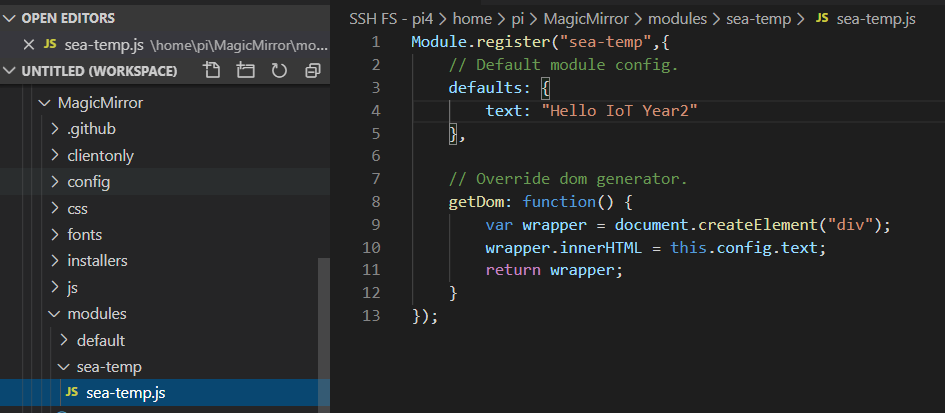 OPEN EDITORS
JS sea-temp.js \home\pi\MagicMirror\mo...
UNTITLED (WORKSPACE)
MagicMirror
.github
clientonly
config
css
fonts
installers
js
modules
default
sea-temp
JS sea-temp.js
SSH FS - pi4 > home > pi > MagicMirror > modules > sea-temp > JS sea-temp.js
1 Module.register("sea-temp",{
2 // Default module config.
3 defaults: {
4 text: "Hello IoT Year2"
5 },
6
7 // Override dom generator.
8 getDom: function() {
9 var wrapper = document.createElement("div");
10 wrapper.innerHTML = this.config.text;
11 return wrapper;
12 }
13 });